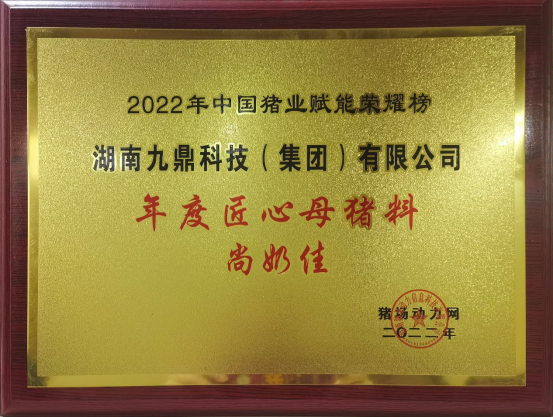 2022年中国猪业赋能荣耀榜
湖南九鼎科技（集团）有限公司
年度匠心母猪料
尚奶佳
猪场动力网
二〇二二年